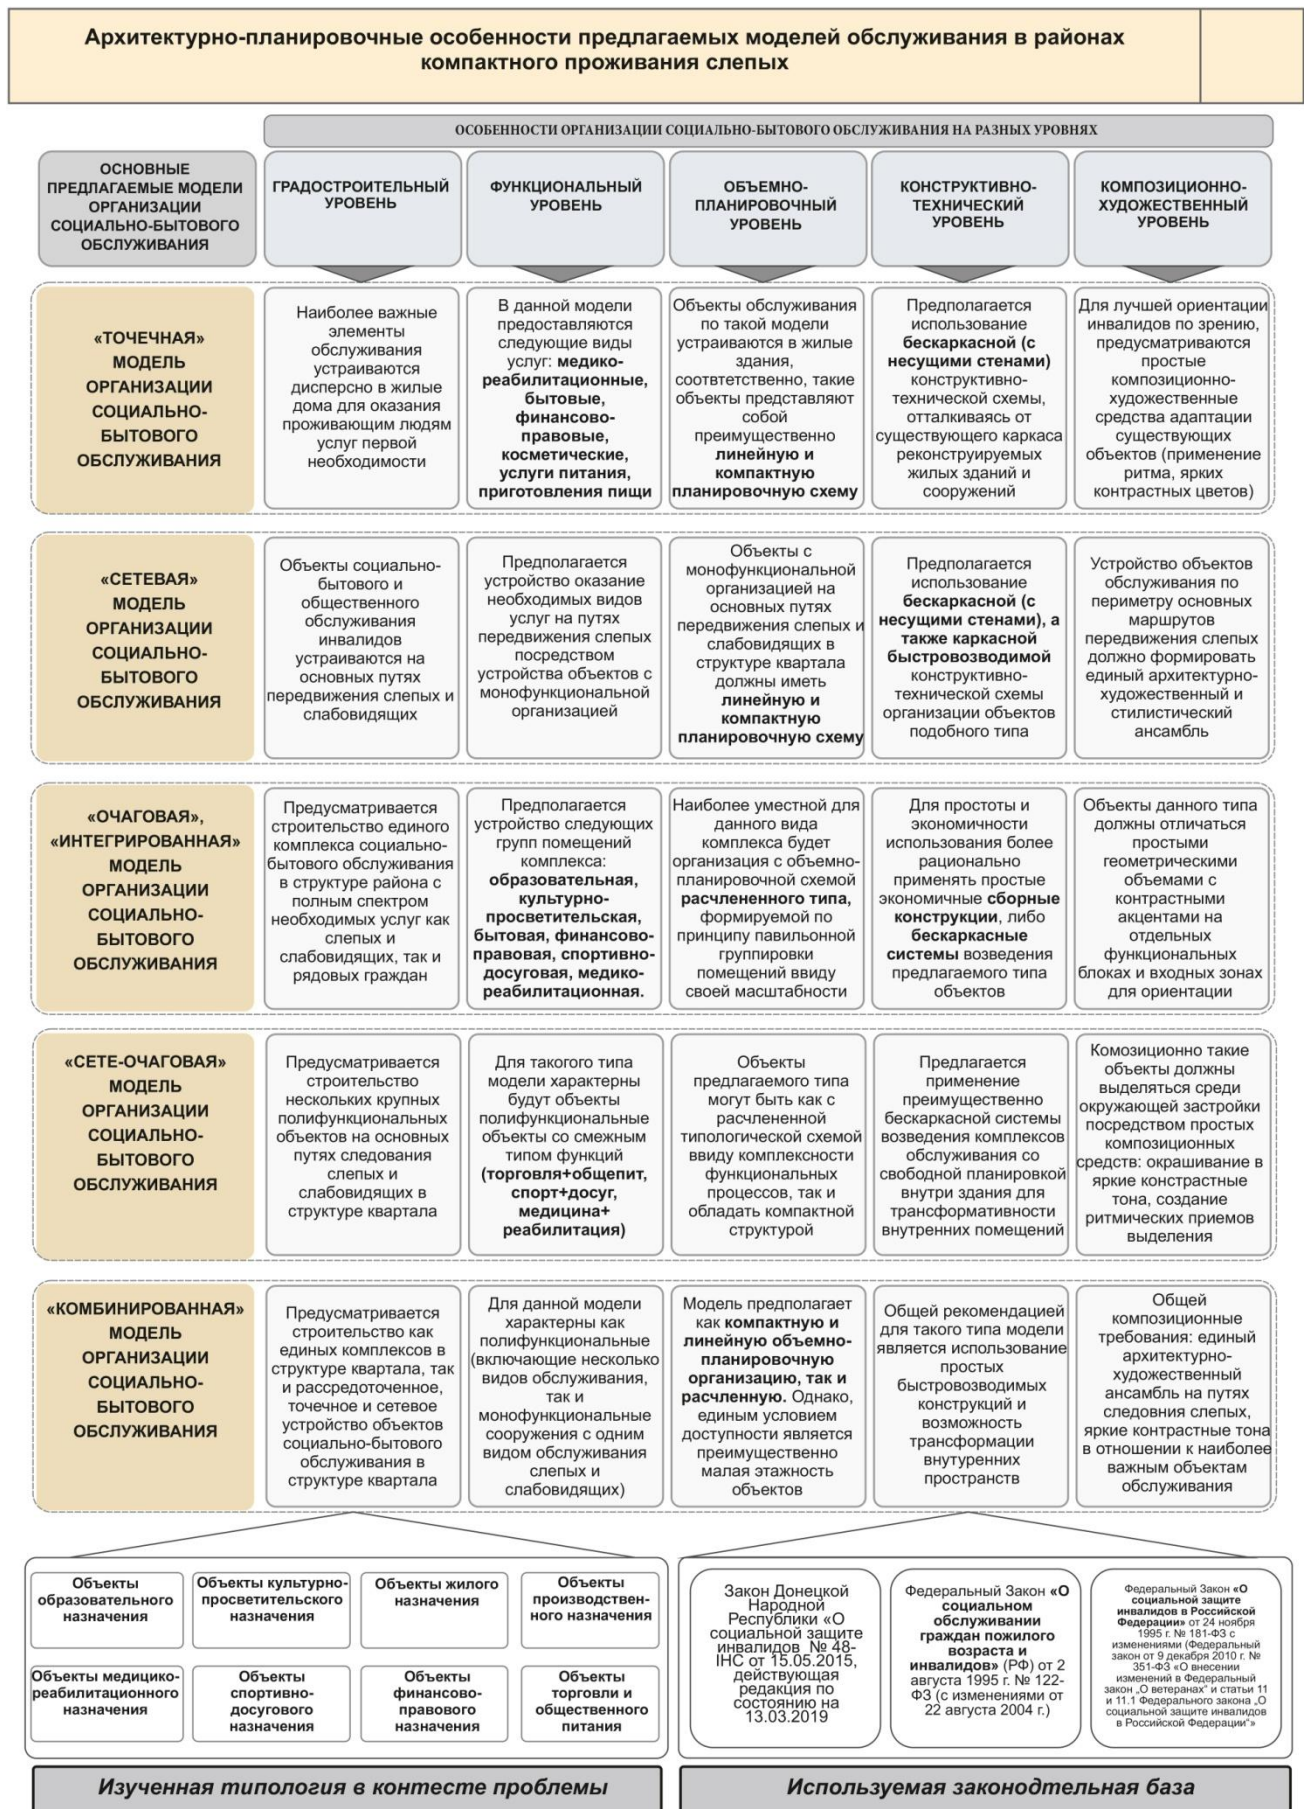 Архитектурно-планировочные особенности предлагаемых моделей обслуживания в районах
компактного проживания слепых
ОСОБЕННОСТИ ОРГАНИЗАЦИИ СОЦИАЛЬНО-БЫТОВОГО ОБСЛУЖИВАНИЯ НА РАЗНЫХ УРОВНЯХ
ОСНОВНЫЕ
ПРЕДЛАГАЕМЫЕ МОДЕЛИ
ОРГАНИЗАЦИИ
СОЦИАЛЬНО-БЫТОВОГО
ОБСЛУЖИВАНИЯ
ГРАДОСТРОИТЕЛЬНЫЙ
УРОВЕНЬ
ФУНКЦИОНАЛЬНЫЙ
УРОВЕНЬ
ОБЪЕМНО-
ПЛАНИРОВОЧНЫЙ
УРОВЕНЬ
КОНСТРУКТИВНО-
ТЕХНИЧЕСКИЙ
УРОВЕНЬ
КОМПОЗИЦИОННО-
ХУДОЖЕСТВЕННЫЙ
УРОВЕНЬ
«ТОЧЕЧНАЯ»
МОДЕЛЬ
ОРГАНИЗАЦИИ
СОЦИАЛЬНО-
БЫТОВОГО
ОБСЛУЖИВАНИЯ
Наиболее важные
элементы
обслуживания
устраиваются
дисперсно в жилые
дома для оказания
проживающим людям
услуг первой
необходимости
В данной модели
предоставляются
следующие виды
услуг: медико-
реабилитационные,
бытовые,
финансово-
правовые,
косметические,
услуги питания,
приготовления пищи
Объекты обслуживания
по такой модели
устраиваются в жилые
здания,
соотвтетственно, такие
объекты представляют
собой
преимущественно
линейную и
компактную
планировочную схему
Предполагается
использование
бескаркасной (с
несущими стенами)
конструктивно-
технической схемы,
отталкиваясь от
существующего каркаса
реконструируемых
жилых зданий и
сооружений
Для лучшей ориентации
инвалидов по зрению,
предусматриваются
простые
композиционно-
художественные
средства адаптации
существующих
объектов (применение
ритма, ярких
контрастных цветов)
«СЕТЕВАЯ»
МОДЕЛЬ
ОРГАНИЗАЦИИ
СОЦИАЛЬНО-
БЫТОВОГО
ОБСЛУЖИВАНИЯ
Объекты социально-
бытового и
общественного
обслуживания
инвалидов
устраиваются на
основных путях
передвижения слепых и
слабовидящих
Предполагается
устройство оказание
необходимых видов
услуг на путях
передвижения слепых
посредством
устройства объектов с
монофункциональной
организацией
Объекты с
монофункциональной
организацией на
основных путях
передвижения слепых и
слабовидящих в
структуре квартала
должны иметь
линейную и
компактную
планировочную схему
Предполагается
использование
бескаркасной (с
несущими стенами), а
также каркасной
быстровозводимой
конструктивно-
технической схемы
организации объектов
подобного типа
Устройство объектов
обслуживания по
периметру основных
маршрутов
передвижения слепых
должно формировать
единый архитектурно-
художественный и
стилистический
ансамбль
«ОЧАГОВАЯ»,
«ИНТЕГРИРОВАННАЯ»
МОДЕЛЬ
ОРГАНИЗАЦИИ
СОЦИАЛЬНО-
БЫТОВОГО
ОБСЛУЖИВАНИЯ
Предусматривается
строительство единого
комплекса социально-
бытового обслуживания
в структуре района с
полным спектром
необходимых услуг как
слепых и
слабовидящих, так и
рядовых граждан
Предполагается
устройство следующих
групп помещений
комплекса:
образовательная,
культурно-
просветительская,
бытовая, финансово-
правовая, спортивно-
досуговая, медико-
реабилитационная.
Наиболее уместной для
данного вида
комплекса будет
организация с объемно-
планировочной схемой
расчлененного типа,
формируемой по
принципу павильонной
группировки
помещений ввиду
своей масштабности
Для простоты и
экономичности
использования более
рационально
применять простые
экономичные сборные
конструкции, либо
бескаркасные
системы возведения
предлагаемого типа
объектов
Объекты данного типа
должны отличаться
простыми
геометрическими
объемами с
контрастными
акцентами на
отдельных
функциональных
блоках и входных зонах
для ориентации
«СЕТЕ-ОЧАГОВАЯ»
МОДЕЛЬ
ОРГАНИЗАЦИИ
СОЦИАЛЬНО-
БЫТОВОГО
ОБСЛУЖИВАНИЯ
Предусматривается
строительство
нескольких крупных
полифункциональных
объектов на основных
путях следования
слепых и
слабовидящих в
структуре квартала
Для такогого типа
модели характерны
будут объекты
полифункциональные
объекты со смежным
типом функций
(торговля+общепит,
спорт+досуг,
медицина+
реабилитация)
Объекты
предлагаемого типа
могут быть как с
расчлененной
типологической схемой
ввиду комплексности
функциональных
процессов, так и
обладать компактной
структурой
Предлагается
применение
преимущественно
бескаркасной системы
возведения комплексов
обслуживания со
свободной планировкой
внутри здания для
трансформативности
внутренних помещений
Комозиционно такие
объекты должны
выделяться среди
окружающей застройки
посредством простых
композиционных
средств: окрашивание в
яркие констрастные
тона, создание
ритмических приемов
выделения
«КОМБИНИРОВАННАЯ»
МОДЕЛЬ
ОРГАНИЗАЦИИ
СОЦИАЛЬНО-
БЫТОВОГО
ОБСЛУЖИВАНИЯ
Предусматривается
строительство как
единых комплексов в
структуре квартала, так
и рассредоточенное,
точечное и сетевое
устройство объектов
социально-бытового
обслуживания в
структуре квартала
Для данной модели
характерны как
полифункциональные
(включающие несколько
видов обслуживания,
так и
монофункциональные
сооружения с одним
видом обслуживания
слепых и
слабовидящих)
Модель предполагает
как компактную и
линейную объемно-
планировочную
организацию, так и
расчленную. Однако,
единым условием
доступности является
преимущественно
малая этажность
объектов
Общей рекомендацией
для такого типа модели
является использование
простых
быстровозводимых
конструкций и
возможность
трансформации
внутуренних
пространств
Общей
композиционные
требования: единый
архитектурно-
художественный
ансамбль на путях
следовния слепых,
яркие контрастные тона
в отношении к наиболее
важным объектам
обслуживания
Объекты
образовательного
назначения
Объекты культурно-
просветительского
назначения
Объекты жилого
назначения
Объекты
производствен-
ного назначения
Объекты медицико-
реабилитационного
назначения
Объекты
спортивно-
досугового
назначения
Объекты
финансово-
правового
назначения
Объекты
торговли и
общественного
питания
Закон Донецкой
Народной
Республики «О
социальной защите
инвалидов № 48-
IHC от 15.05.2015,
действующая
редакция по
состоянию на
13.03.2019
Федеральный Закон «О
социальном
обслуживании
граждан пожилого
возраста и
инвалидов» (РФ) от 2
августа 1995 г. № 122-
ФЗ (с изменениями от
22 августа 2004 г.)
Федеральный Закон «О
социальной защите
инвалидов в Российской
Федерации» от 24 ноября
1995 г. № 181-ФЗ с
изменениями (Федеральный
закон от 9 декабря 2010 г. №
351-ФЗ «О внесении
изменений в Федеральный
закон „О ветеранах“ и статьи 11
и 11.1 Федерального закона „О
социальной защите инвалидов
в Российской Федерации“»
Изученная типология в контесте проблемы
Используемая законодтельная база